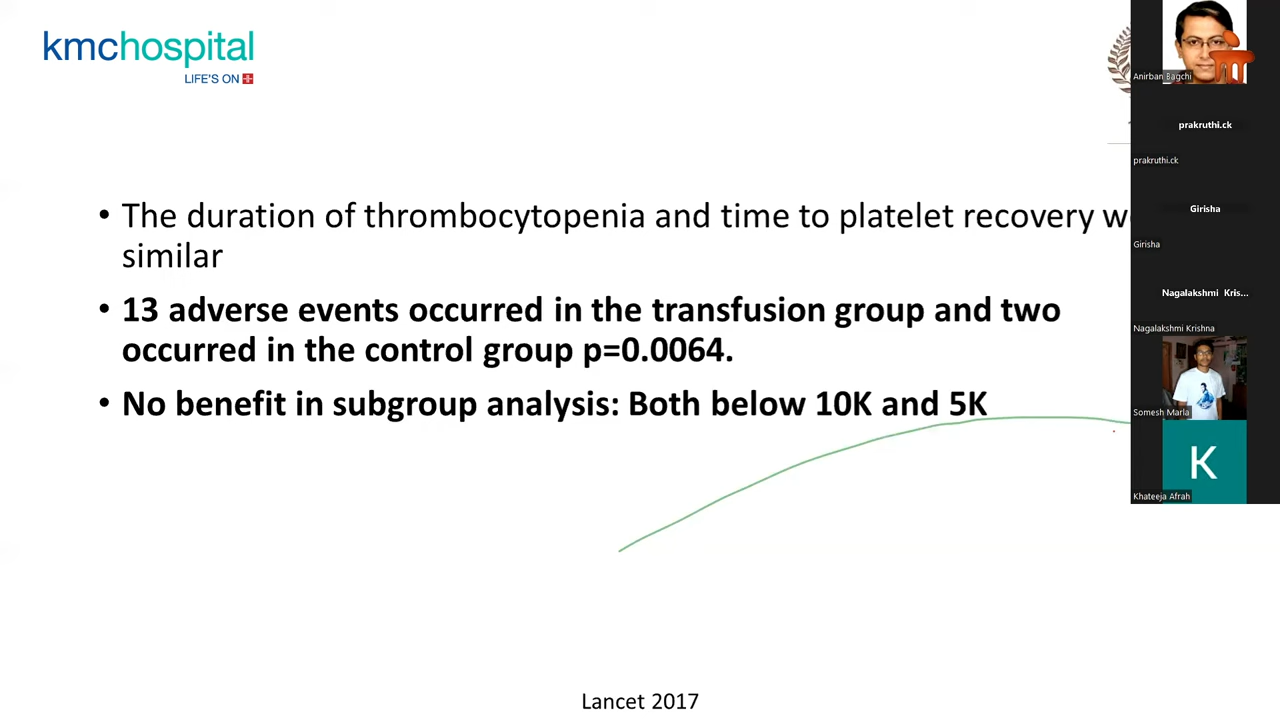 kmchospital
LIFE'S ON
• The duration of thrombocytopenia and time to platelet recovery w
similar
• 13 adverse events occurred in the transfusion group and two
occurred in the control group p=0.0064.
• No benefit in subgroup analysis: Both below 10K and 5K
Lancet 2017
Anirban Bagchi
prakruthi.ck
prakruthi.ck
Girisha
Girisha
Nagalakshmi Kris...
Nagalakshmi Krishna
Somesh Marla
K
Khateeja Afrah